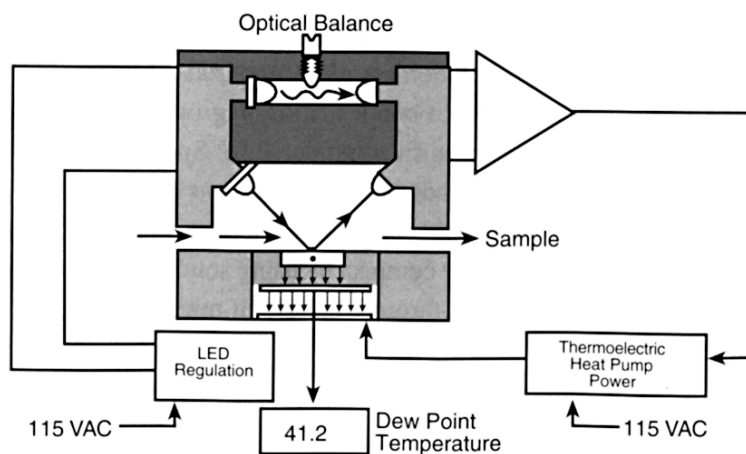 Optical Balance
Sample
LED
Regulation
Thermoelectric
Heat Pump
Power
115 VAC
41.2
Dew Point
Temperature
115 VAC